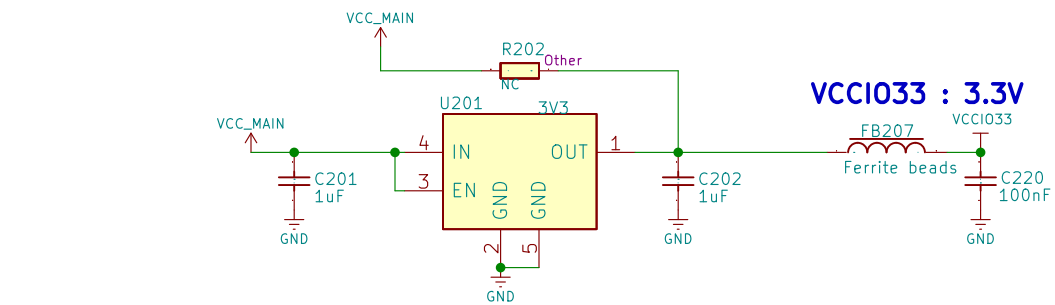 VCC_MAIN
R202
Other
NC
VCCIO33 : 3.3V
U201
3V3
VCC_MAIN
VCCIO33
FB207
4
IN
OUT
1
Ferrite beads
3
EN
GND
GND
C201
1uF
C202
1uF
C220
100nF
GND
2
5
GND
GND
GND